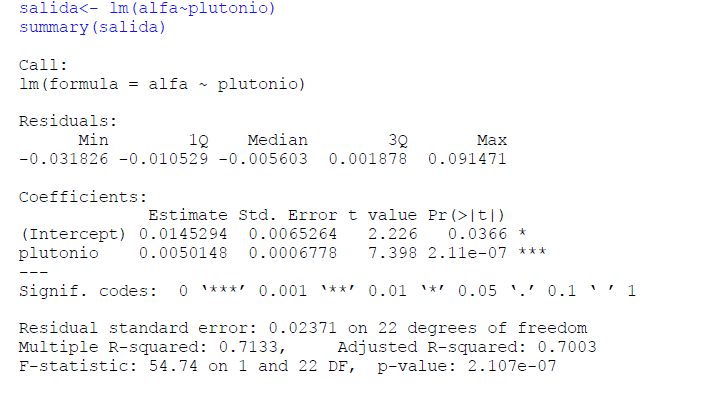 salida<- lm(alfa~plutonio)
summary(salida)
Call:
lm(formula = alfa ~ plutonio)
Residuals:
Min 1Q Median 3Q Max
-0.031826 -0.010529 -0.005603 0.001878 0.091471
Coefficients:
Estimate Std. Error t value Pr(>|t|)
(Intercept) 0.0145294 0.0065264 2.226 0.0366 *
plutonio 0.0050148 0.0006778 7.398 2.11e-07 ***
---
Signif. codes: 0 ‘***’ 0.001 ‘**’ 0.01 ‘*’ 0.05 ‘.’ 0.1 ‘ ’ 1
Residual standard error: 0.02371 on 22 degrees of freedom
Multiple R-squared: 0.7133, Adjusted R-squared: 0.7003
F-statistic: 54.74 on 1 and 22 DF, p-value: 2.107e-07